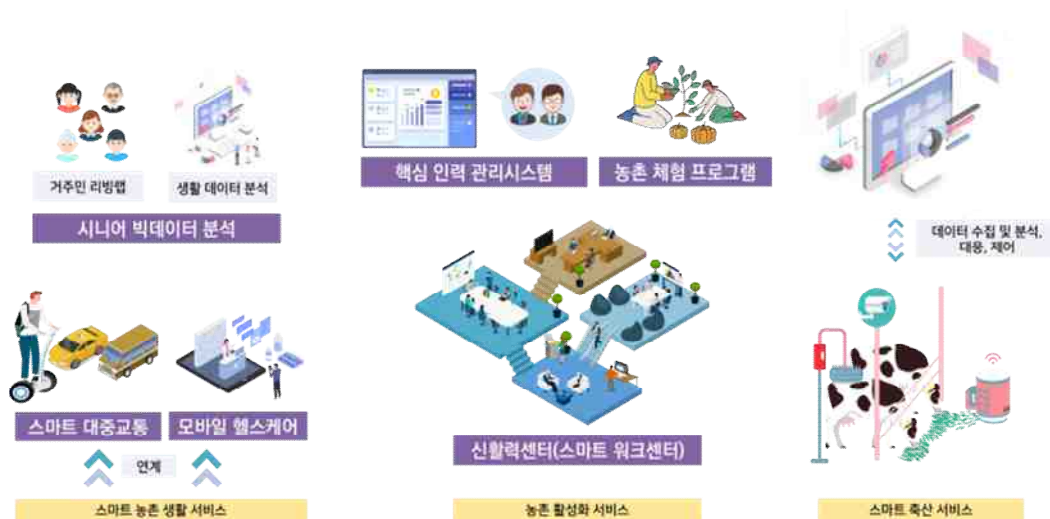 거주민 리빙랩
생활 데이터 분석
시니어 빅데이터 분석
스마트 대중교통
모바일 헬스케어
연계
스마트 농촌 생활 서비스
핵심 인력 관리시스템
농촌 체험 프로그램
신활력센터(스마트 워크센터)
농촌 활성화 서비스
데이터 수집 및 분석,
대응, 제어
스마트 축산 서비스